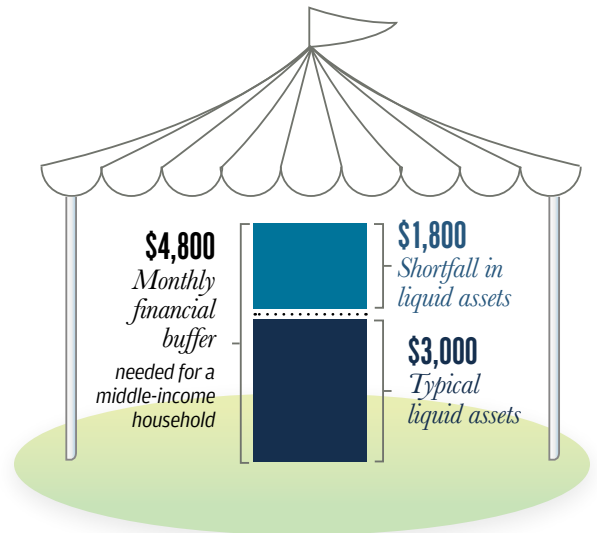 $4,800
Monthly
financial
buffer
needed for a
middle-income
household
$1,800
Shortfall in
liquid assets
$3,000
Typical
liquid assets